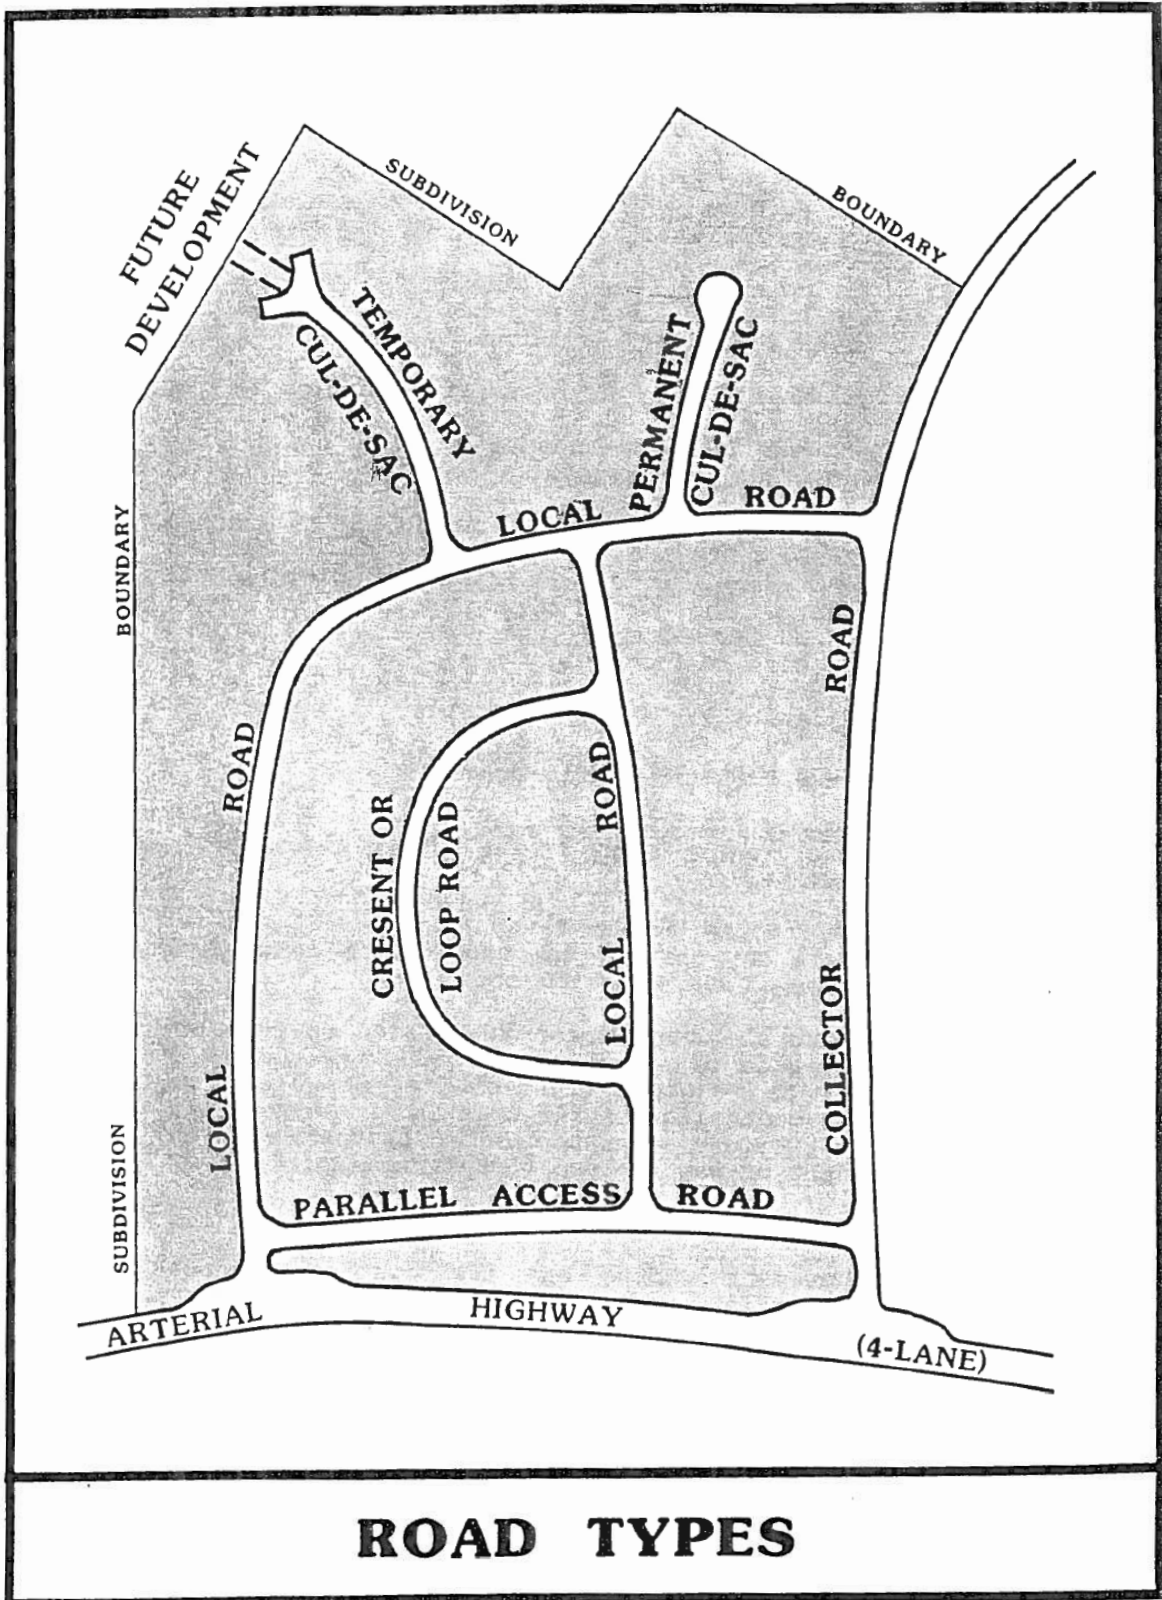 FUTURE
DEVELOPMENT
SUBDIVISION
BOUNDARY
TEMPORARY
CUL-DE-SAC
PERMANENT
CUL-DE-SAC
LOCAL
ROAD
BOUNDARY
SUBDIVISION
ROAD
LOCAL
CRESENT OR
LOOP ROAD
ROAD
LOCAL
ROAD
COLLECTOR
PARALLEL ACCESS ROAD
ARTERIAL HIGHWAY (4-LANE)
ROAD TYPES